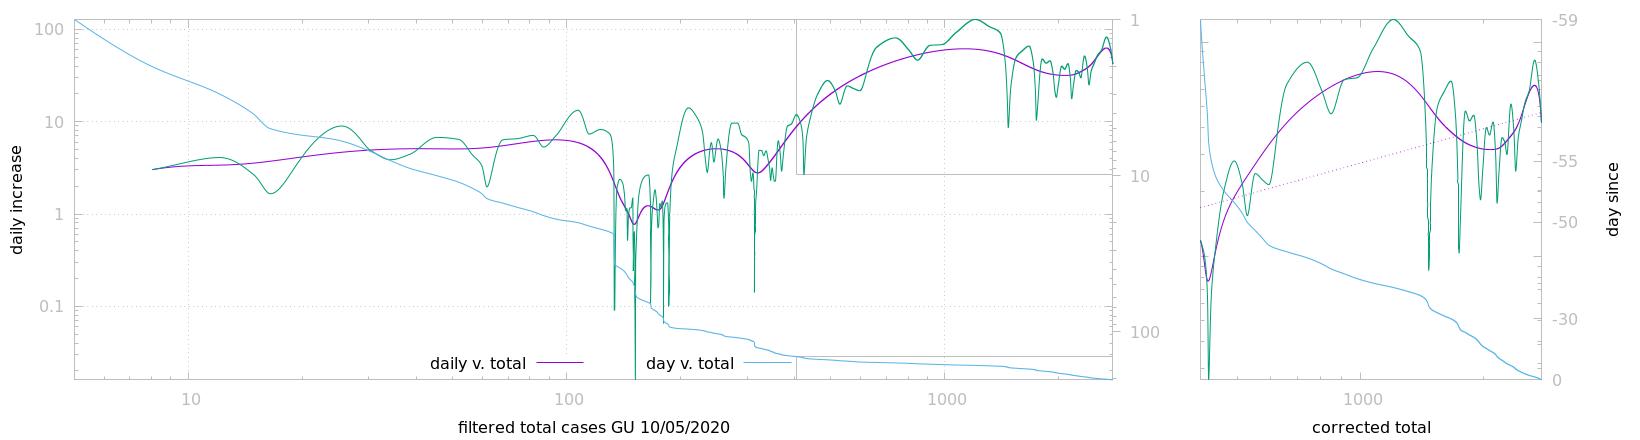 daily increase
100
10
1
0.1
daily v. total
day v. total
10
100
1000
filtered total cases GU 10/05/2020
1
10
100
-59
-55
-50
-30
0
day since
1000
corrected total